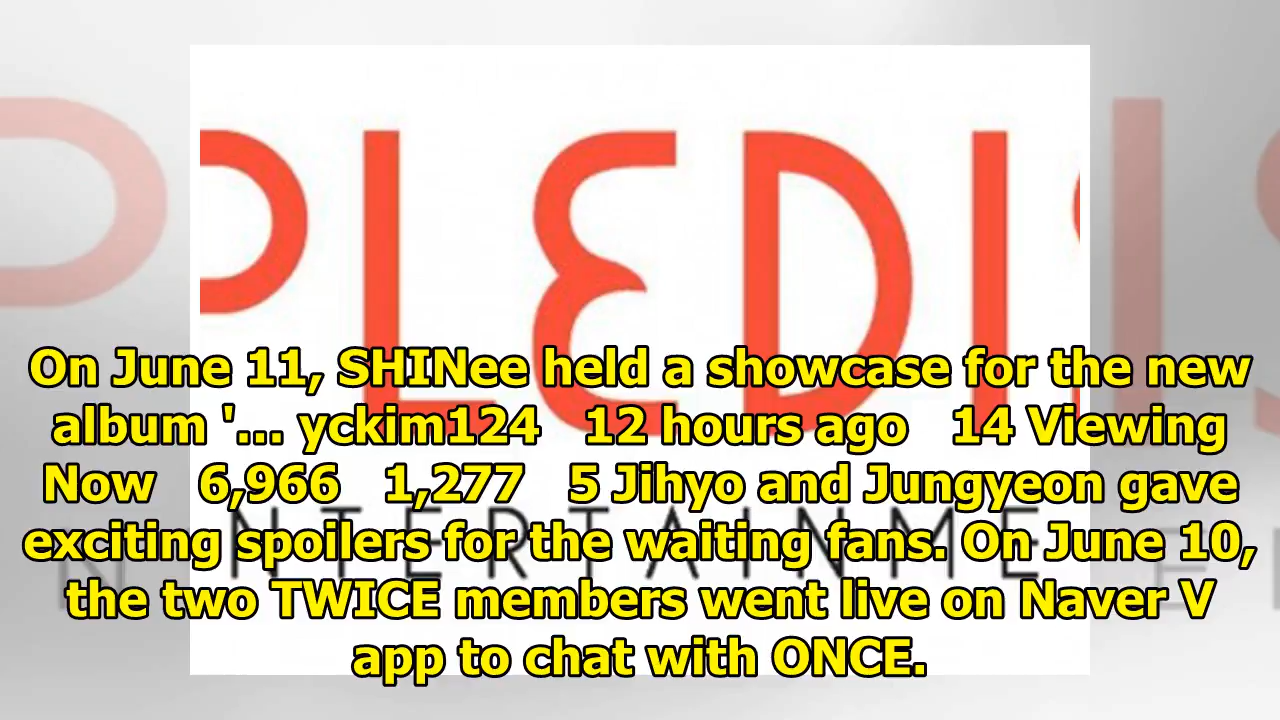 PLEDIS
On June 11, SHINee held a showcase for the new
album '... yckim124 12 hours ago 14 Viewing
Now 6,966 1,277 5 Jihyo and Jungyeon gave
exciting spoilers for the waiting fans. On June 10,
NTERTAINME
the two TWICE members went live on Naver V
app to chat with ONCE.